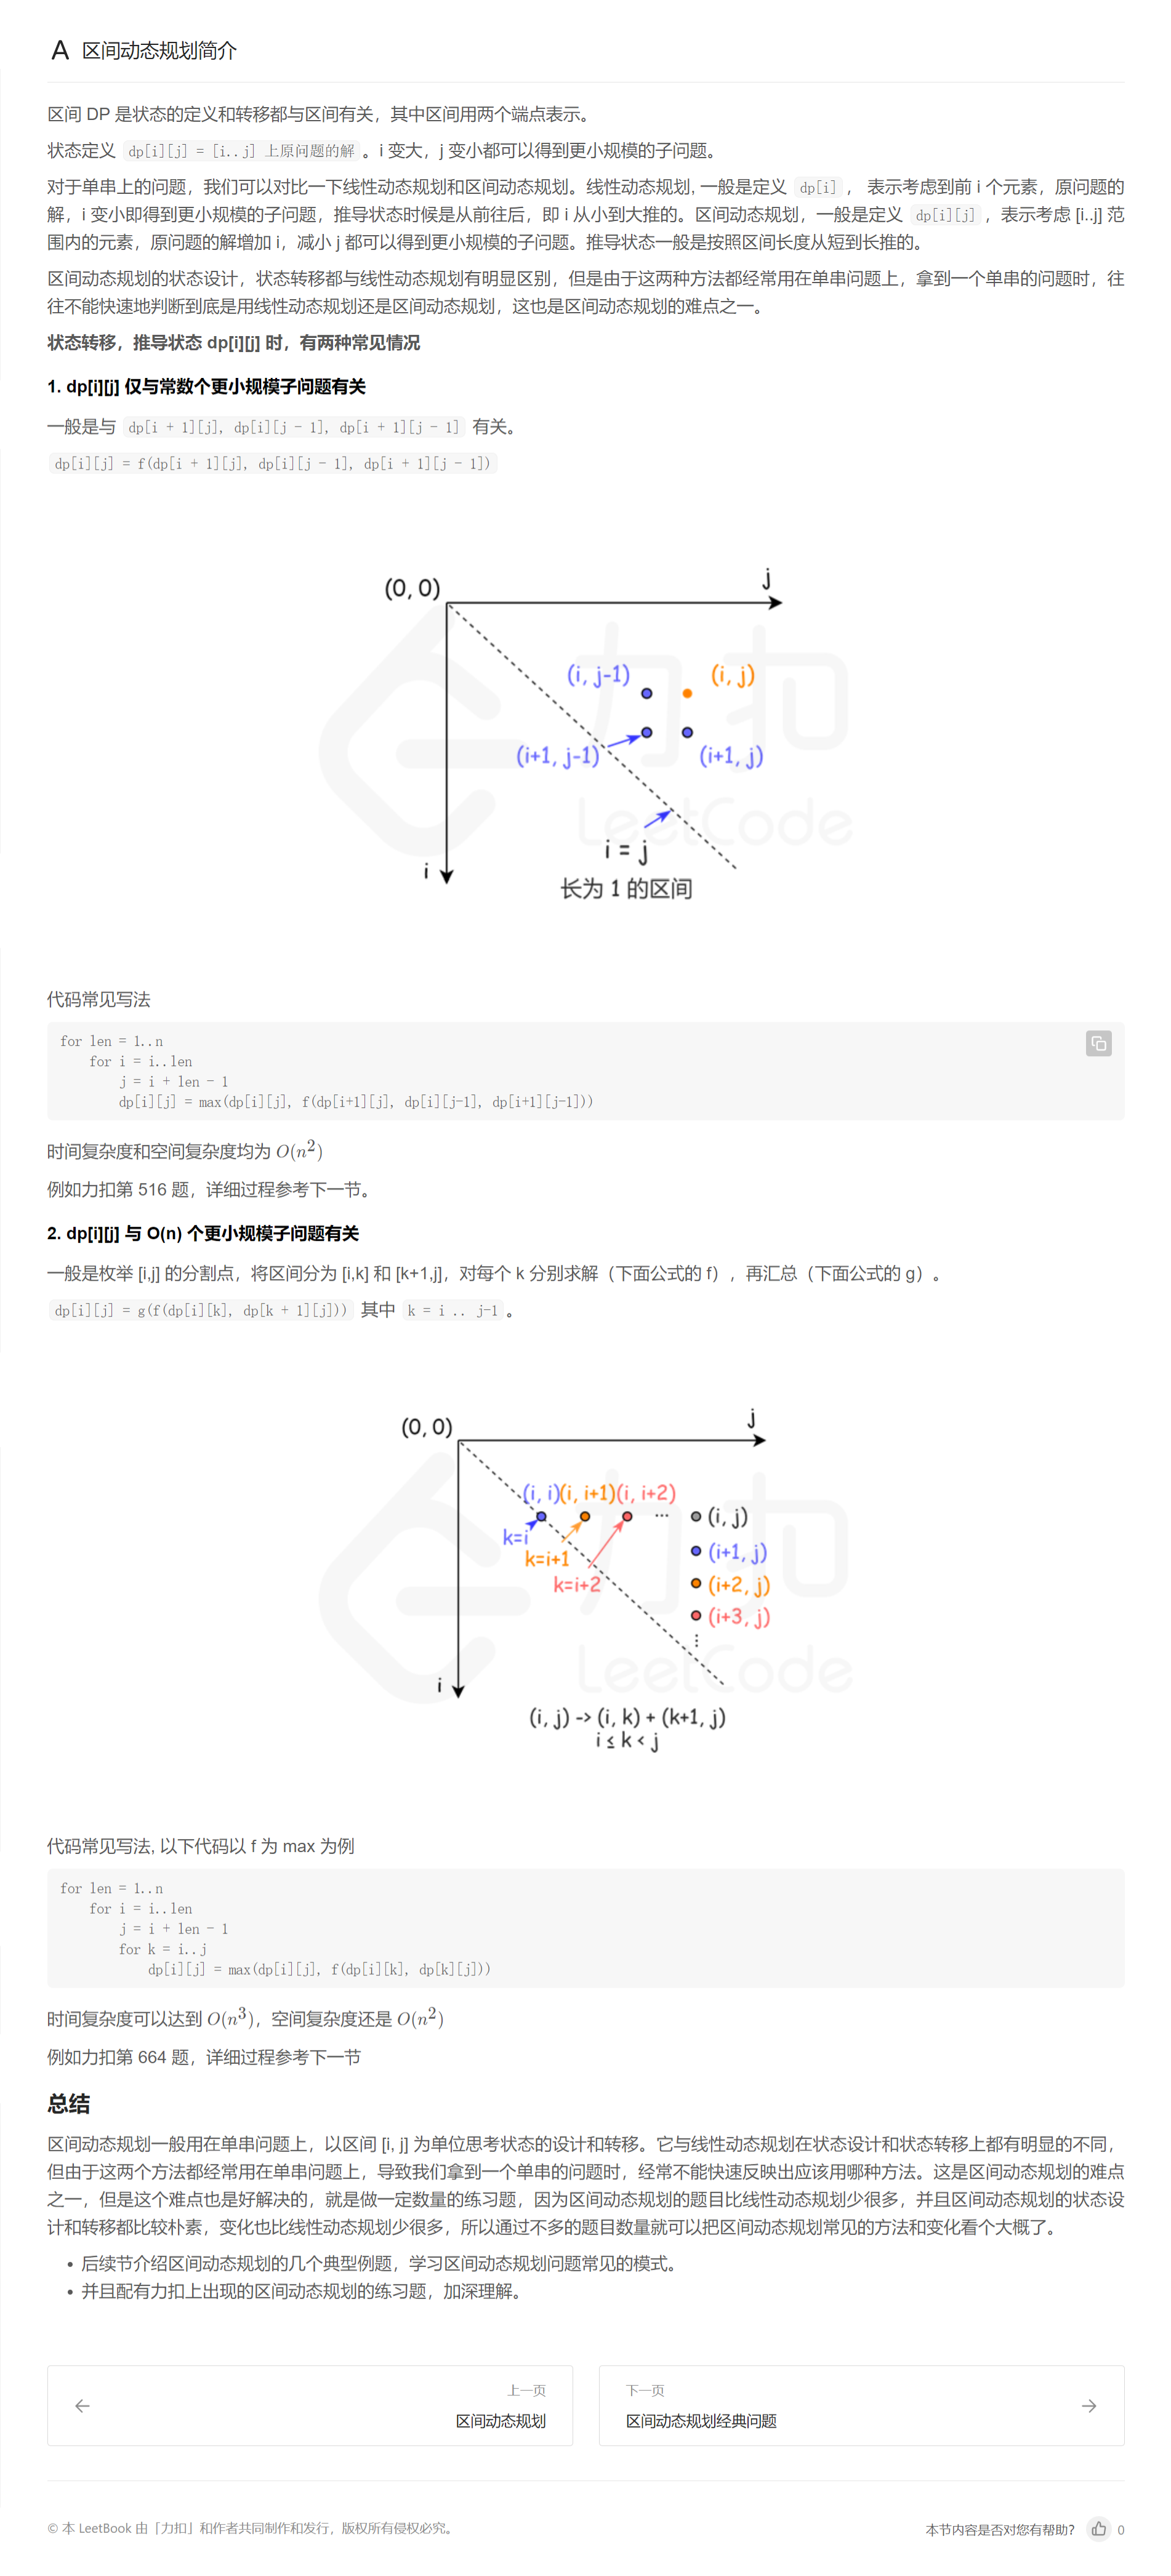 A 区间动态规划简介
区间 DP 是状态的定义和转移都与区间有关，其中区间用两个端点表示。
状态定义 dp[i][j] = [i..j] 上原问题的解 。i 变大，j 变小都可以得到更小规模的子问题。
对于单串上的问题，我们可以对比一下线性动态规划和区间动态规划。线性动态规划, 一般是定义 dp[i] ， 表示考虑到前 i 个元素，原问题的
解，i 变小即得到更小规模的子问题，推导状态时候是从前往后，即 i 从小到大推的。区间动态规划，一般是定义 dp[i][j] ，表示考虑 [i..j] 范
围内的元素，原问题的解增加 i，减小 j 都可以得到更小规模的子问题。推导状态一般是按照区间长度从短到长推的。
区间动态规划的状态设计，状态转移都与线性动态规划有明显区别，但是由于这两种方法都经常用在单串问题上，拿到一个单串的问题时，往
往不能快速地判断到底是用线性动态规划还是区间动态规划，这也是区间动态规划的难点之一。
状态转移，推导状态 dp[i][j] 时，有两种常见情况
1. dp[i][j] 仅与常数个更小规模子问题有关
一般是与 dp[i + 1][j], dp[i][j - 1], dp[i + 1][j - 1] 有关。
dp[i][j] = f(dp[i + 1][j], dp[i][j - 1], dp[i + 1][j - 1])
j
(0, 0)
(i, j-1) (i, j)
(i+1, j-1) (i+1, j)
i = j
i
长为 1 的区间
力扣
LeetCode
代码常见写法
for len = 1..n
    for i = i..len
        j = i + len - 1
        dp[i][j] = max(dp[i][j], f(dp[i+1][j], dp[i][j-1], dp[i+1][j-1]))
时间复杂度和空间复杂度均为 O(n²)
例如力扣第 516 题，详细过程参考下一节。
2. dp[i][j] 与 O(n) 个更小规模子问题有关
一般是枚举 [i,j] 的分割点，将区间分为 [i,k] 和 [k+1,j]，对每个 k 分别求解（下面公式的 f），再汇总（下面公式的 g）。
dp[i][j] = g(f(dp[i][k], dp[k + 1][j])) 其中 k = i .. j-1 。
j
(0, 0)
(i, i)(i, i+1)(i, i+2)
... (i, j)
k=i
(i+1, j)
k=i+1
k=i+2
(i+2, j)
(i+3, j)
⋮
i
(i, j) -> (i, k) + (k+1, j)
i ≤ k < j
力扣
LeetCode
代码常见写法, 以下代码以 f 为 max 为例
for len = 1..n
    for i = i..len
        j = i + len - 1
        for k = i..j
            dp[i][j] = max(dp[i][j], f(dp[i][k], dp[k][j]))
时间复杂度可以达到 O(n³)，空间复杂度还是 O(n²)
例如力扣第 664 题，详细过程参考下一节
总结
区间动态规划一般用在单串问题上，以区间 [i, j] 为单位思考状态的设计和转移。它与线性动态规划在状态设计和状态转移上都有明显的不同，
但由于这两个方法都经常用在单串问题上，导致我们拿到一个单串的问题时，经常不能快速反映出应该用哪种方法。这是区间动态规划的难点
之一，但是这个难点也是好解决的，就是做一定数量的练习题，因为区间动态规划的题目比线性动态规划少很多，并且区间动态规划的状态设
计和转移都比较朴素，变化也比线性动态规划少很多，所以通过不多的题目数量就可以把区间动态规划常见的方法和变化看个大概了。
• 后续节介绍区间动态规划的几个典型例题，学习区间动态规划问题常见的模式。
• 并且配有力扣上出现的区间动态规划的练习题，加深理解。
上一页
区间动态规划
下一页
区间动态规划经典问题
© 本 LeetBook 由「力扣」和作者共同制作和发行，版权所有侵权必究。
本节内容是否对您有帮助？ 0